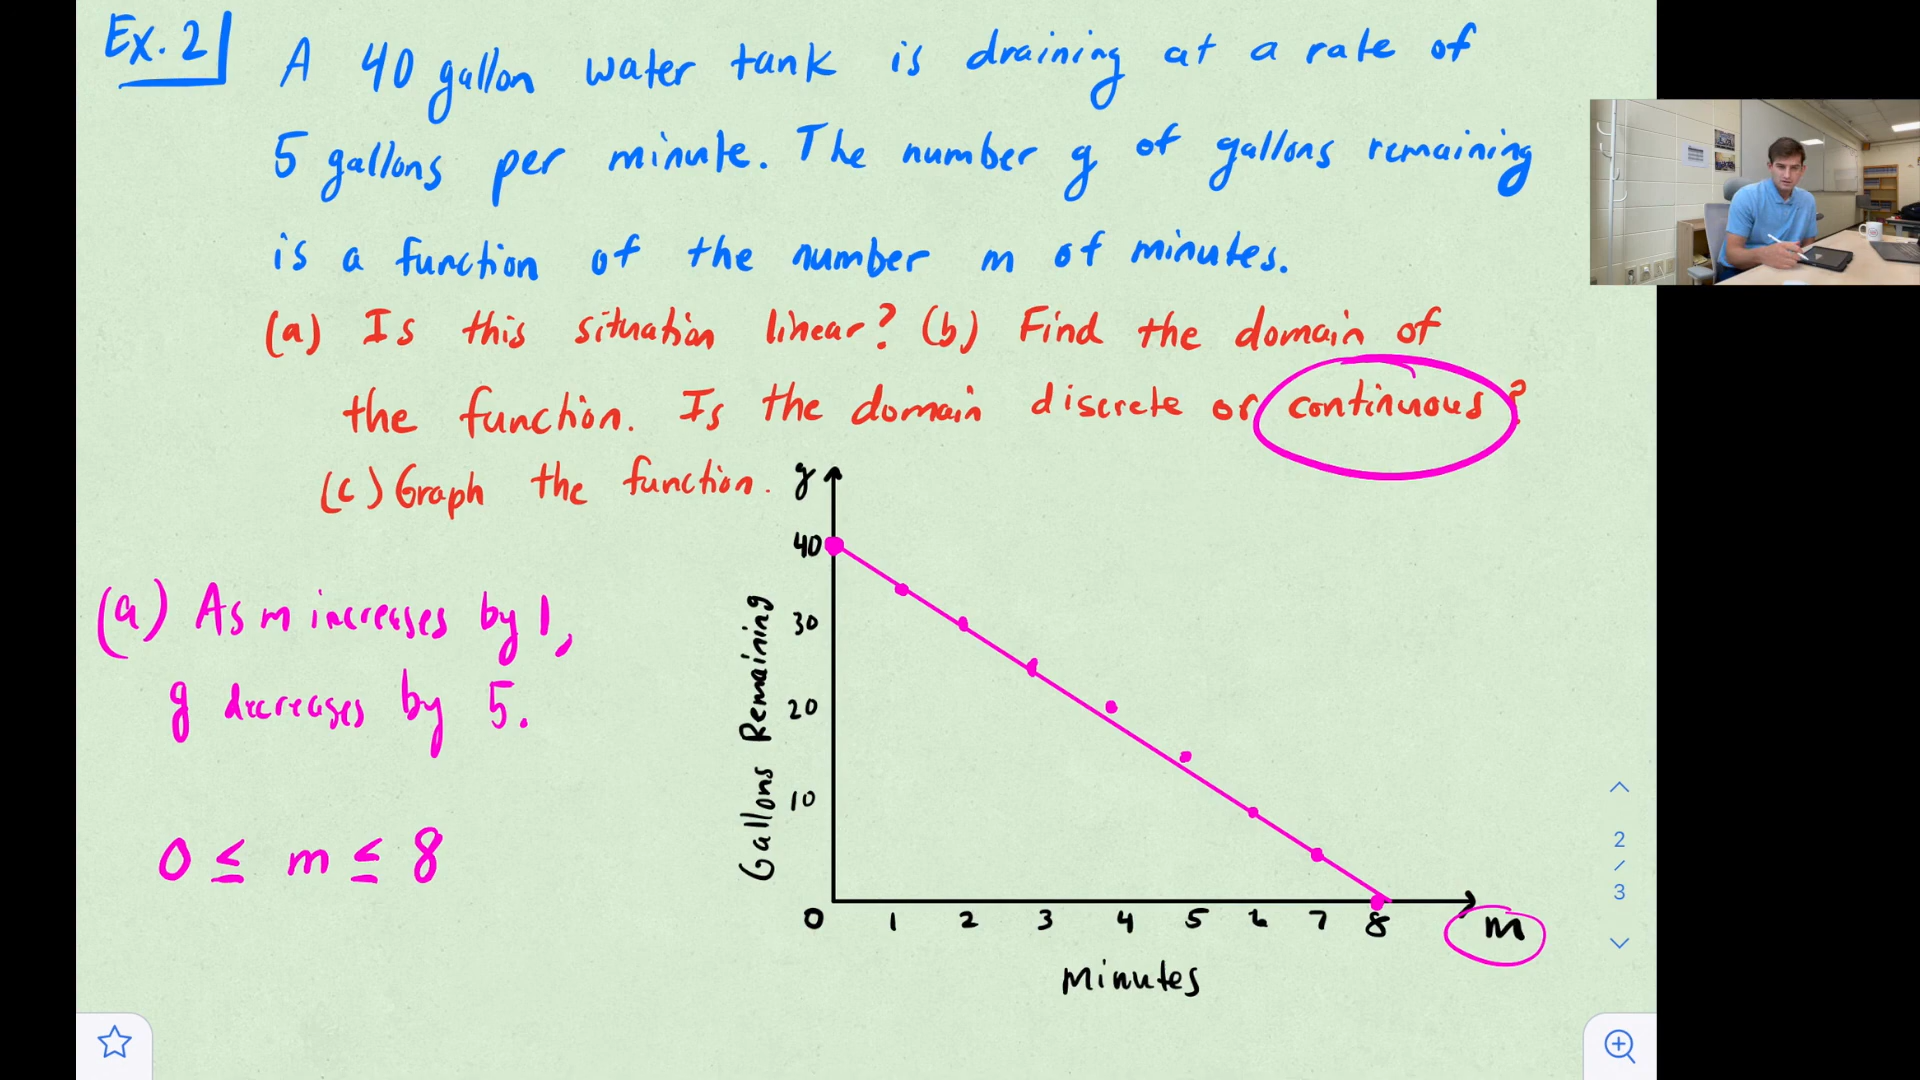 Ex. 2
A 40 gallon water tank is draining at a rate of
5 gallons per minute. The number g of gallons remaining
is a function of the number m of minutes.
(a) Is this situation linear? (b) Find the domain of
the function. Is the domain discrete or continuous?
(c) Graph the function.
(a) As m increases by 1,
g decreases by 5.
0 ≤ m ≤ 8
g
40
30
20
10
Gallons Remaining
0 1 2 3 4 5 6 7 8 m
Minutes
2
/
3